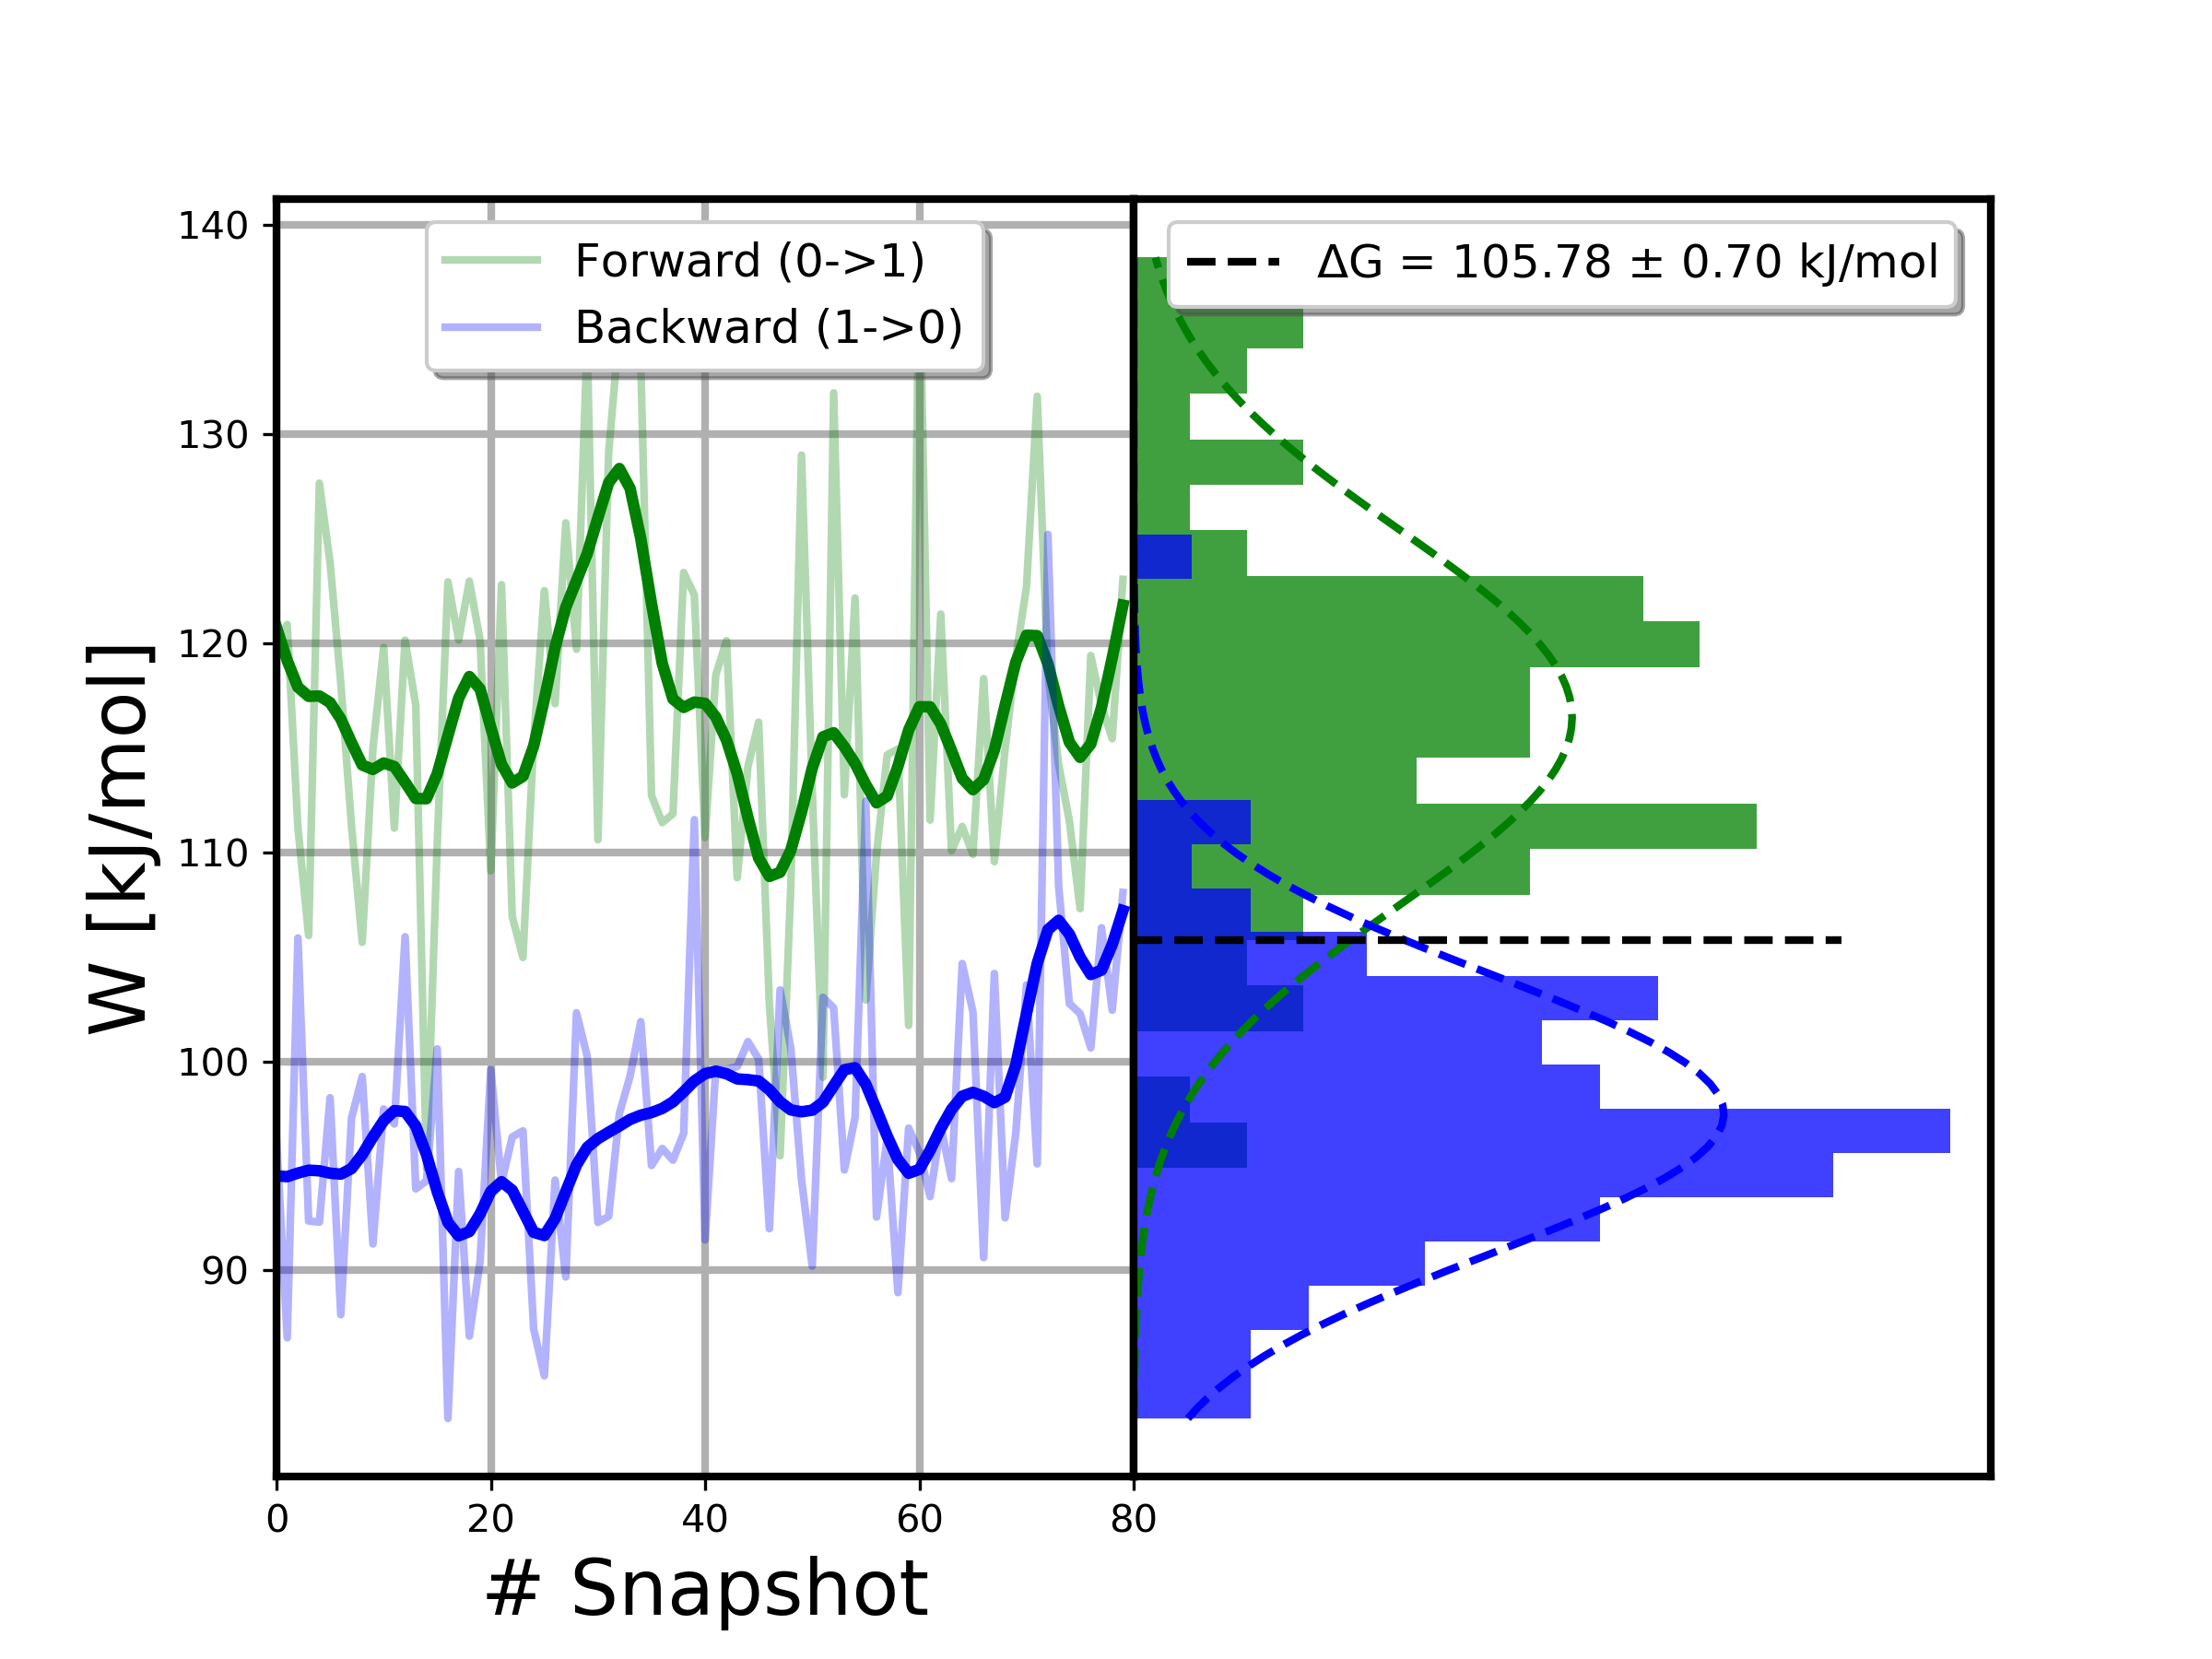 140
130
120
110
100
90
W [kJ/mol]
Forward (0->1)
Backward (1->0)
ΔG = 105.78 ± 0.70 kJ/mol
0
20
40
60
80
# Snapshot